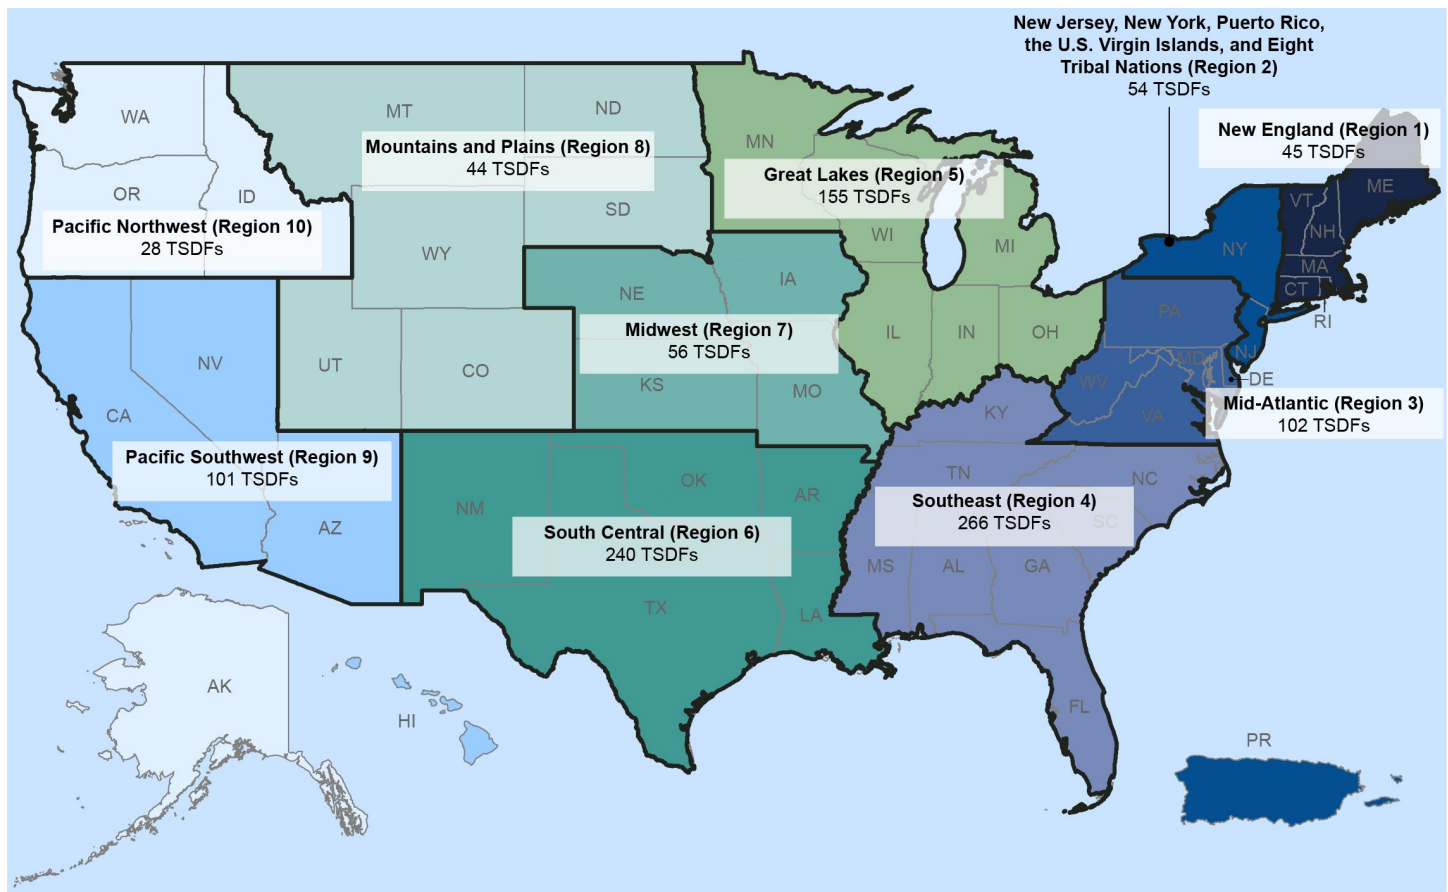 New Jersey, New York, Puerto Rico,
the U.S. Virgin Islands, and Eight
Tribal Nations (Region 2)
54 TSDFs
WA
MT
ND
MN
New England (Region 1)
45 TSDFs
Mountains and Plains (Region 8)
44 TSDFs
Great Lakes (Region 5)
155 TSDFs
OR
ID
VT
ME
SD
Pacific Northwest (Region 10)
28 TSDFs
WI
MI
NH
NY
WY
MA
CT
NE
IA
PA
RI
Midwest (Region 7)
56 TSDFs
IL
IN
OH
NV
UT
CO
NJ
MD
DE
KS
MO
WV
CA
KY
VA
Mid-Atlantic (Region 3)
102 TSDFs
Pacific Southwest (Region 9)
101 TSDFs
TN
NC
OK
AR
NM
Southeast (Region 4)
266 TSDFs
SC
AZ
South Central (Region 6)
240 TSDFs
MS
AL
GA
TX
LA
AK
HI
FL
PR